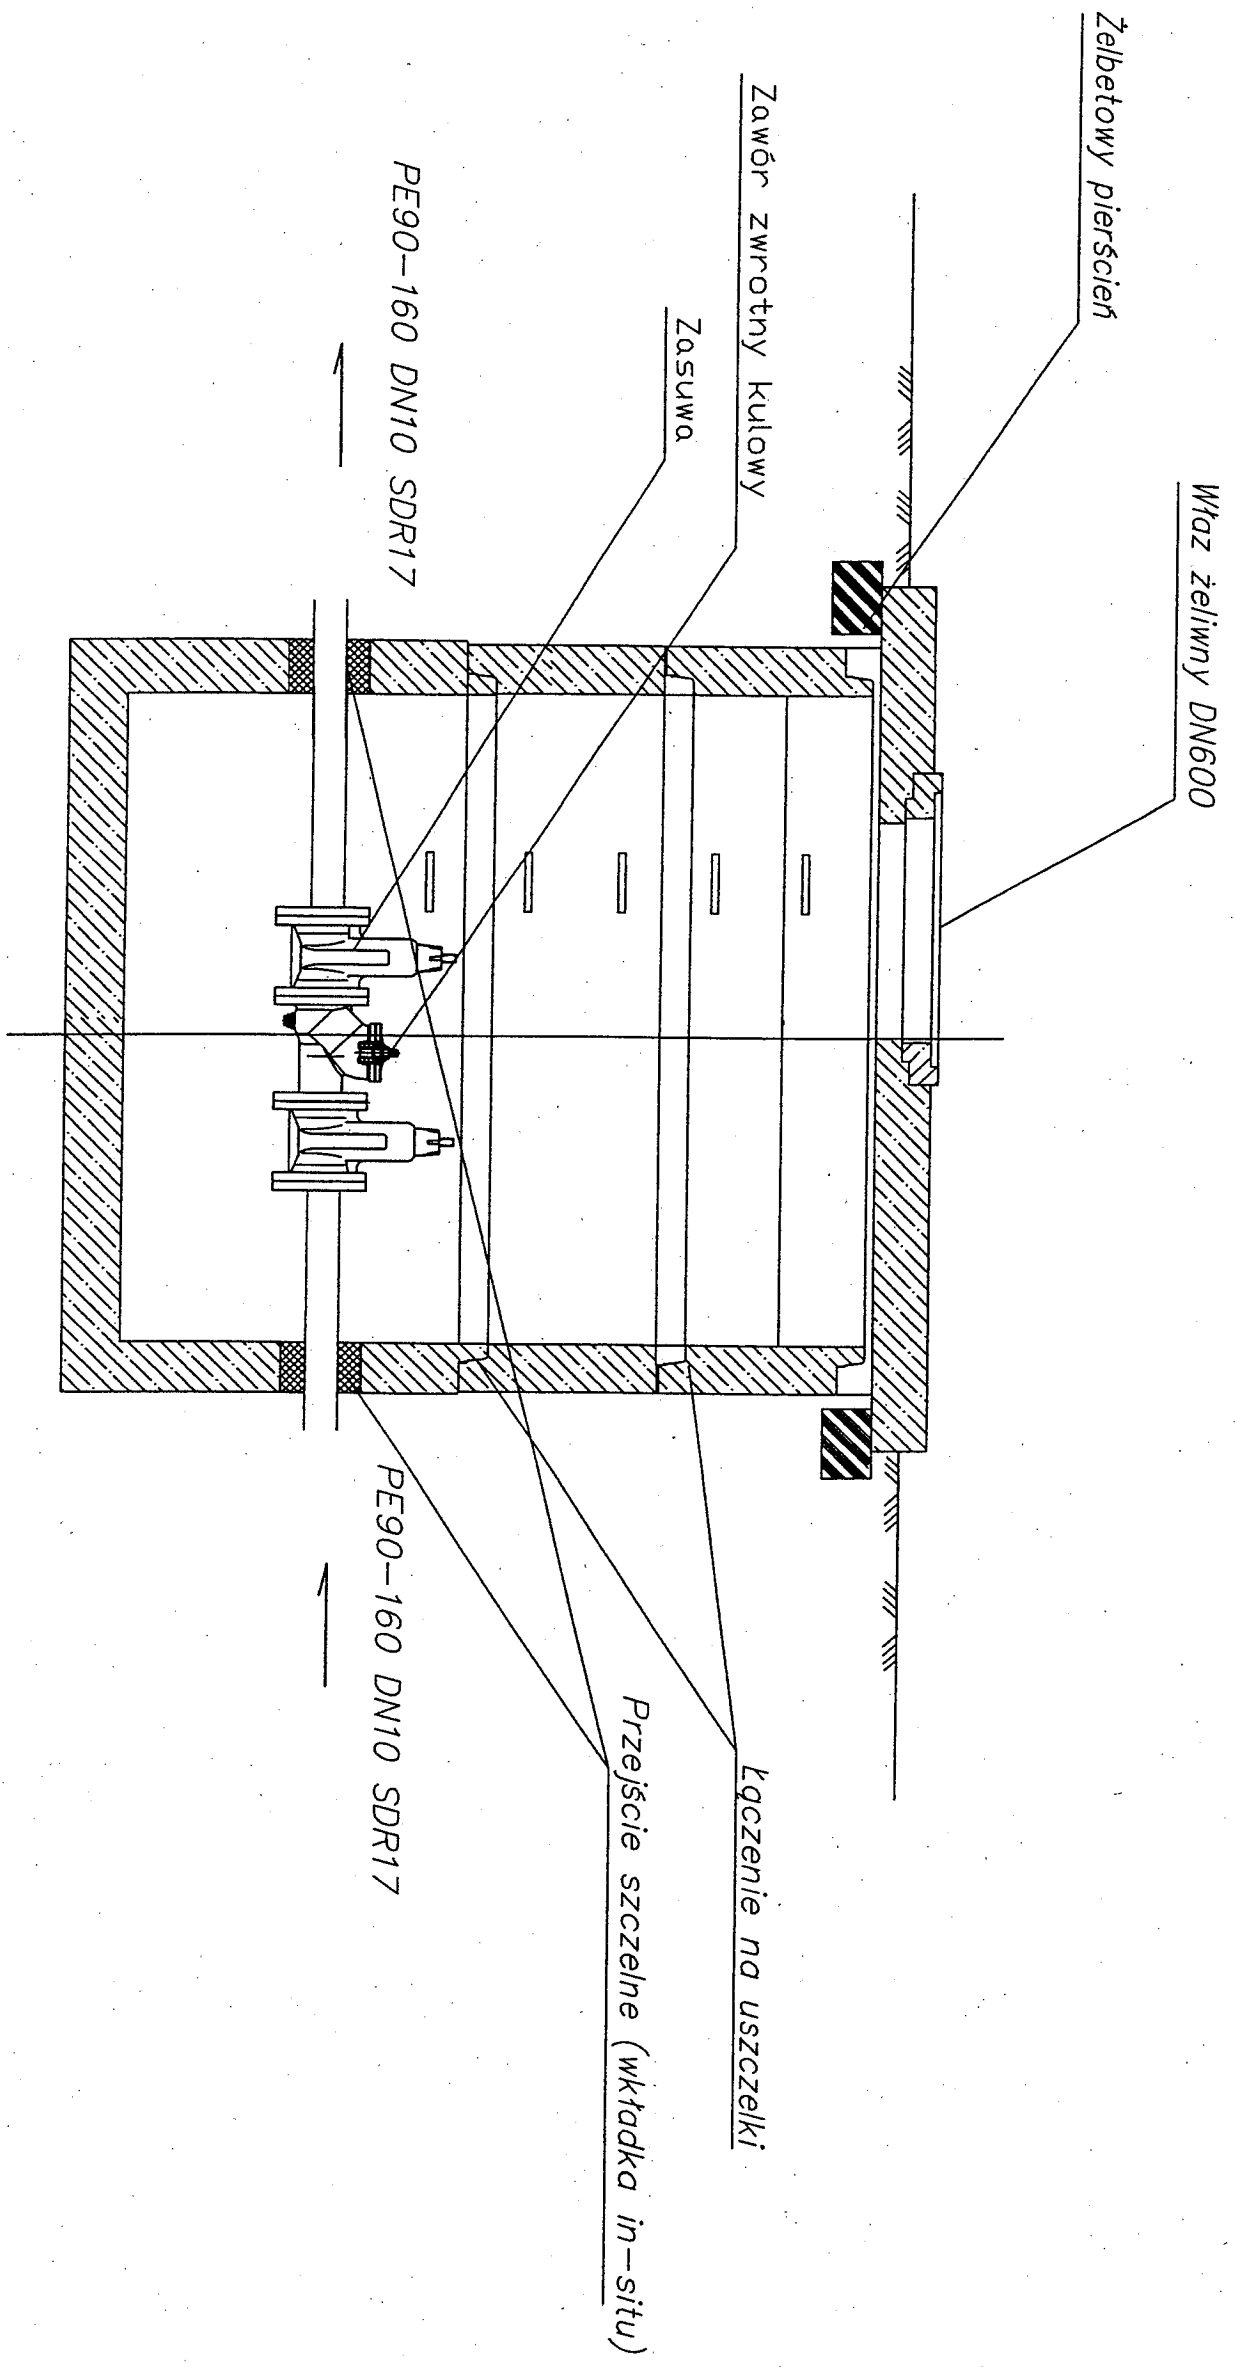 Właz żeliwny DN600
Żelbetowy pierścień
Zawór zwrotny kulowy
Zasuwa
PE90-160 DN10 SDR17
PE90-160 DN10 SDR17
Łączenie na uszczelki
Przejście szczelne (wkładka in-situ)